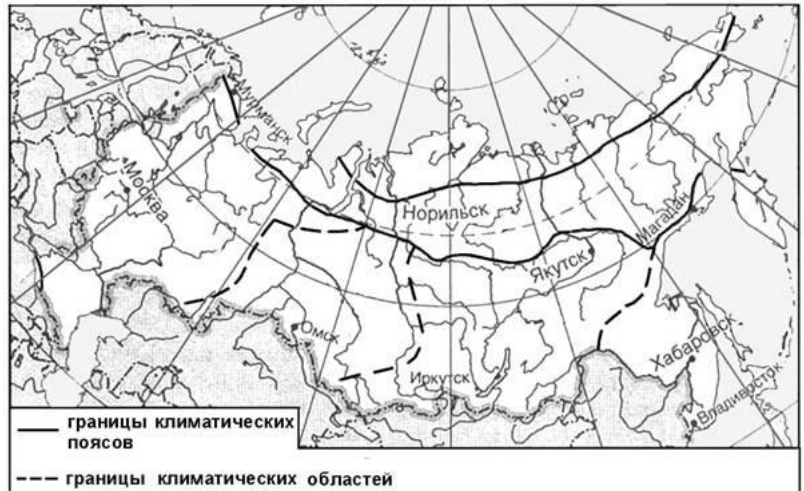 Мурманск
Москва
Норильск
Магадан
Якутск
Омск
Иркутск
Хабаровск
Владивосток
границы климатических
поясов
границы климатических областей